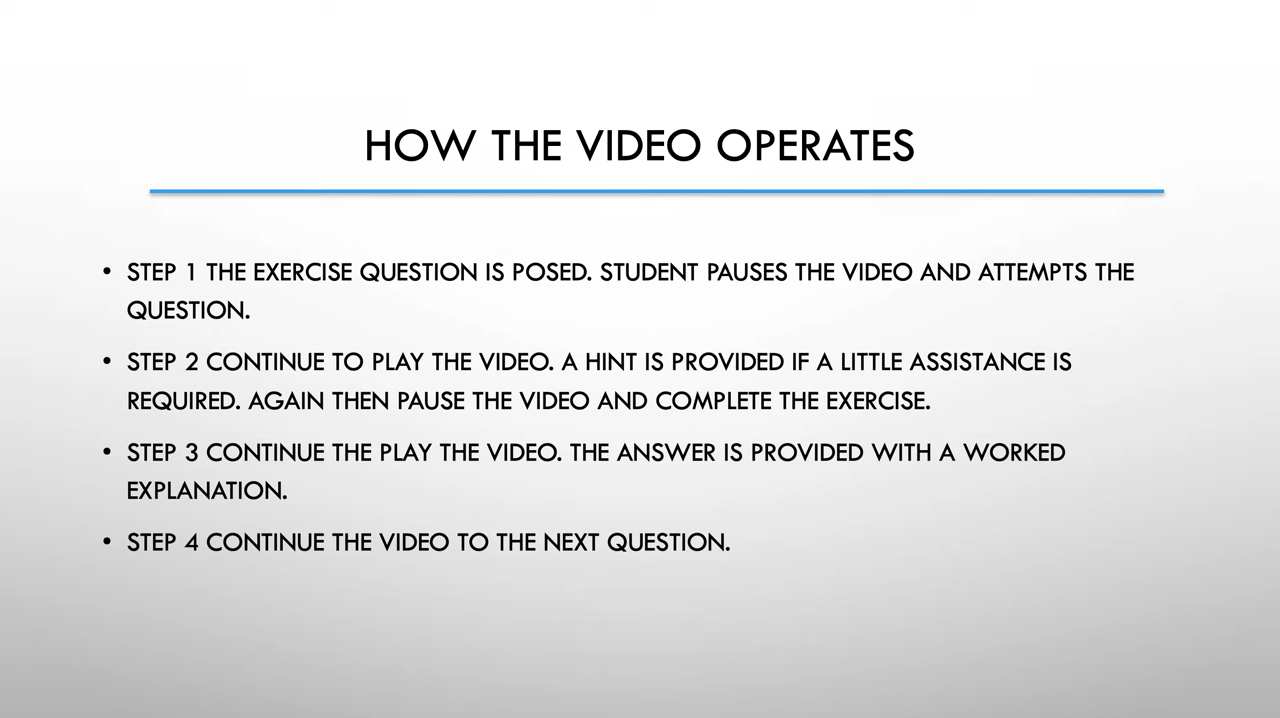 HOW THE VIDEO OPERATES
• STEP 1 THE EXERCISE QUESTION IS POSED. STUDENT PAUSES THE VIDEO AND ATTEMPTS THE
QUESTION.
• STEP 2 CONTINUE TO PLAY THE VIDEO. A HINT IS PROVIDED IF A LITTLE ASSISTANCE IS
REQUIRED. AGAIN THEN PAUSE THE VIDEO AND COMPLETE THE EXERCISE.
• STEP 3 CONTINUE THE PLAY THE VIDEO. THE ANSWER IS PROVIDED WITH A WORKED
EXPLANATION.
• STEP 4 CONTINUE THE VIDEO TO THE NEXT QUESTION.